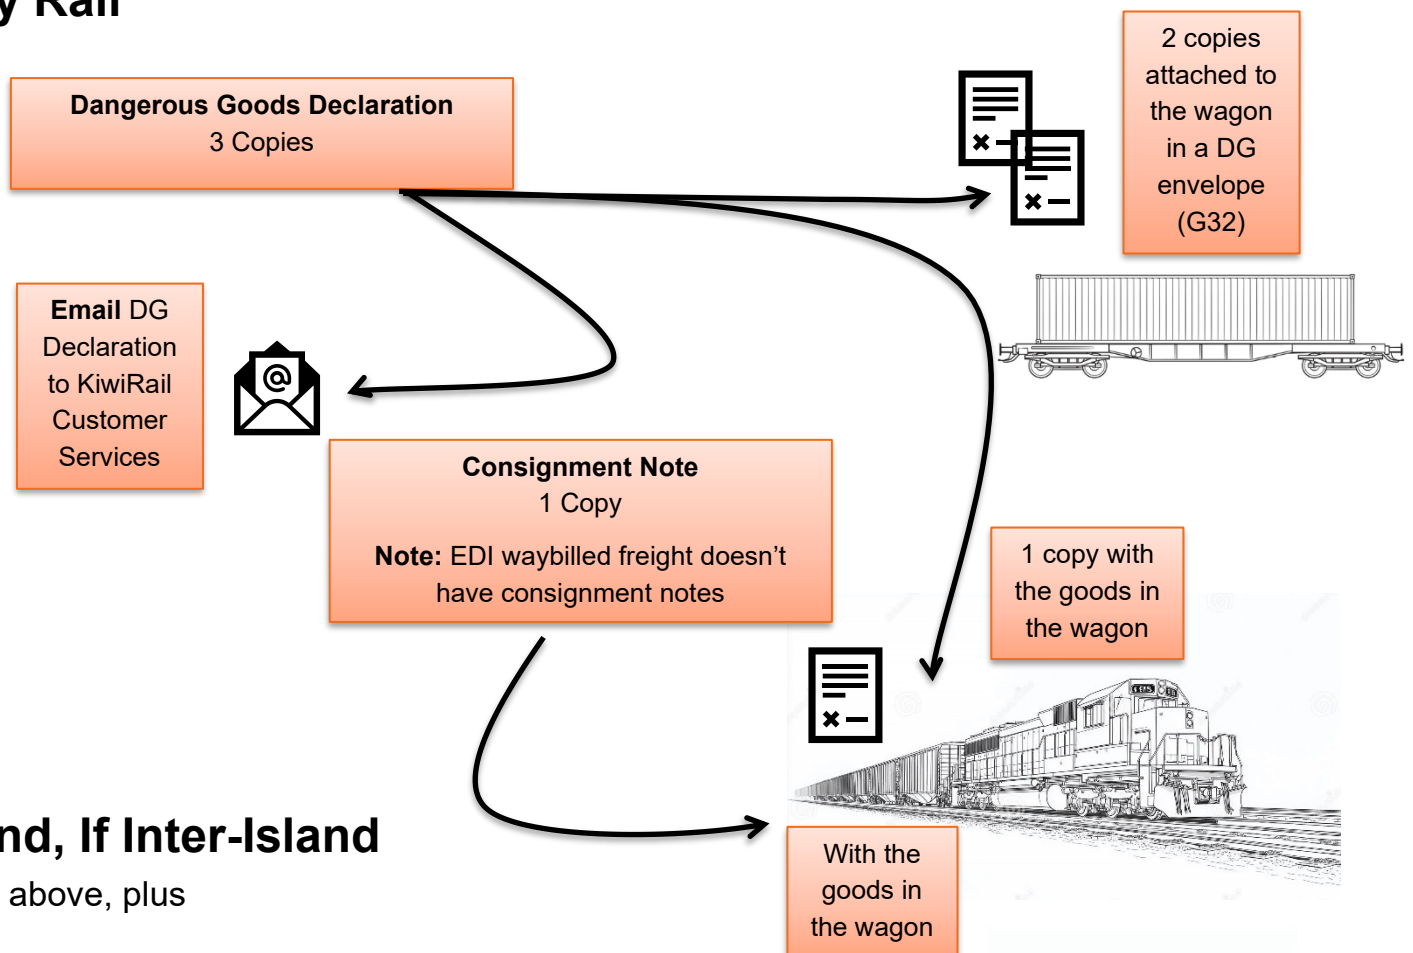 y Rail
Dangerous Goods Declaration
3 Copies
2 copies
attached to
the wagon
in a DG
envelope
(G32)
Email DG
Declaration
to KiwiRail
Customer
Services
Consignment Note
1 Copy
Note: EDI waybilled freight doesn’t
have consignment notes
1 copy with
the goods in
the wagon
nd, If Inter-Island
above, plus
With the
goods in
the wagon